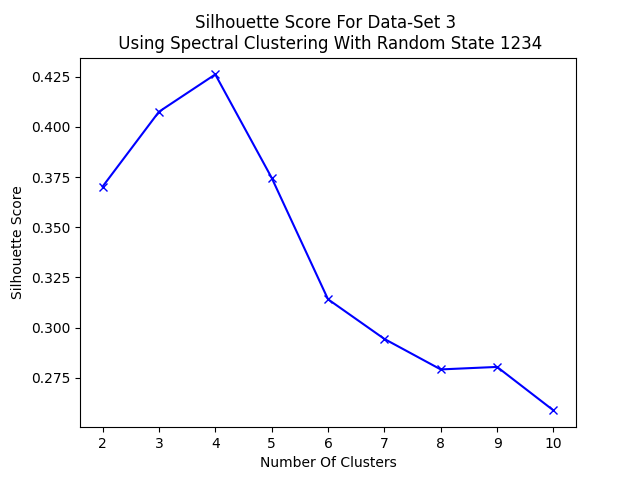 Silhouette Score For Data-Set 3
Using Spectral Clustering With Random State 1234
Silhouette Score
0.425
0.400
0.375
0.350
0.325
0.300
0.275
2 3 4 5 6 7 8 9 10
Number Of Clusters